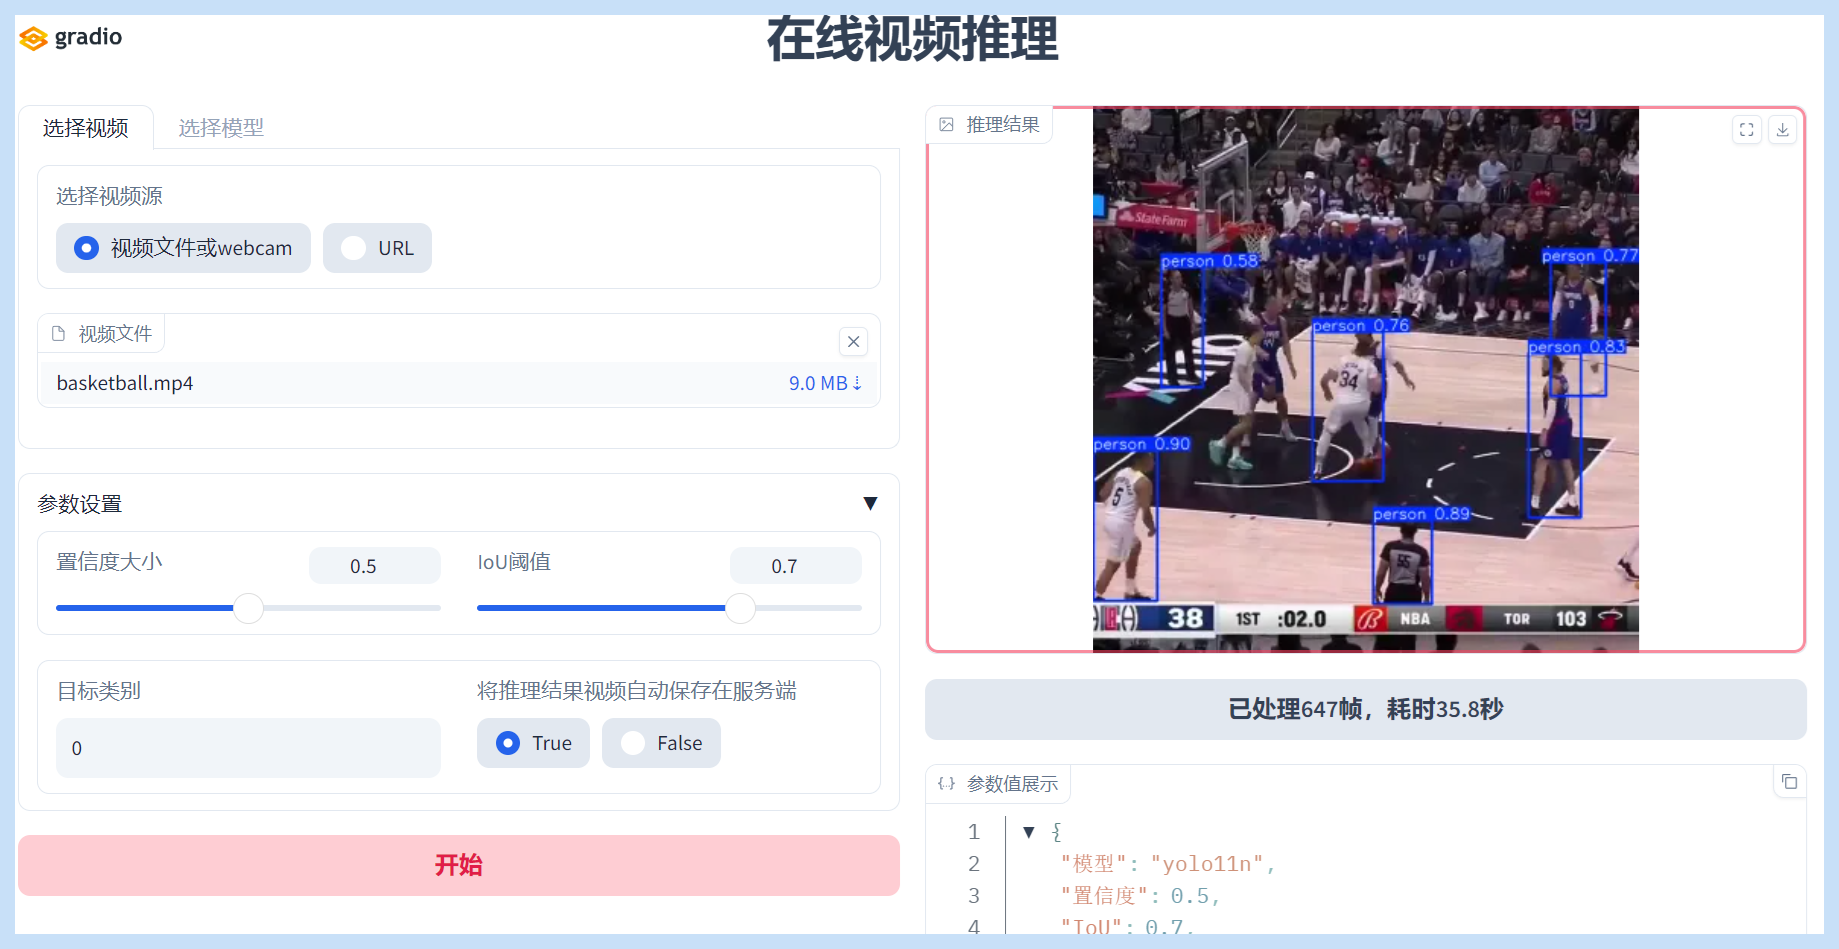 gradio
在线视频推理
选择视频
选择模型
选择视频源
视频文件或webcam
URL
视频文件
basketball.mp4
9.0 MB ⇣
参数设置
置信度大小
0.5
IoU阈值
0.7
目标类别
0
将推理结果视频自动保存在服务端
True
False
开始
推理结果
StateFarm
person 0.58
person 0.77
person 0.76
34
person 0.83
person 0.90
5
person 0.89
55
38
1ST :02.0
NBA
TOR 103
已处理647帧，耗时35.8秒
参数值展示
1 {
2 "模型": "yolo11n",
3 "置信度": 0.5,
4 "IoU": 0.7,